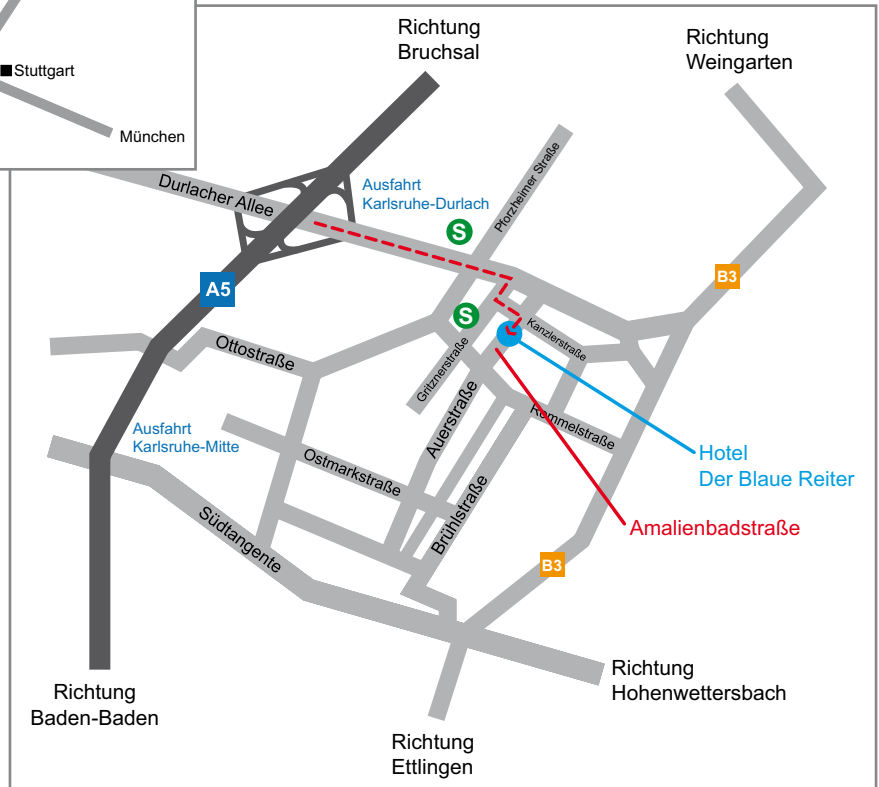 Stuttgart
München
Richtung
Bruchsal
Richtung
Weingarten
Durlacher Allee
Ausfahrt
Karlsruhe-Durlach
Pforzheimer Straße
S
B3
A5
S
Kanzlerstraße
Ottostraße
Gritznerstraße
Auerstraße
Rommelstraße
Ausfahrt
Karlsruhe-Mitte
Hotel
Der Blaue Reiter
Ostmarkstraße
Brühlstraße
Amalienbadstraße
Südtangente
B3
Richtung
Hohenwettersbach
Richtung
Baden-Baden
Richtung
Ettlingen